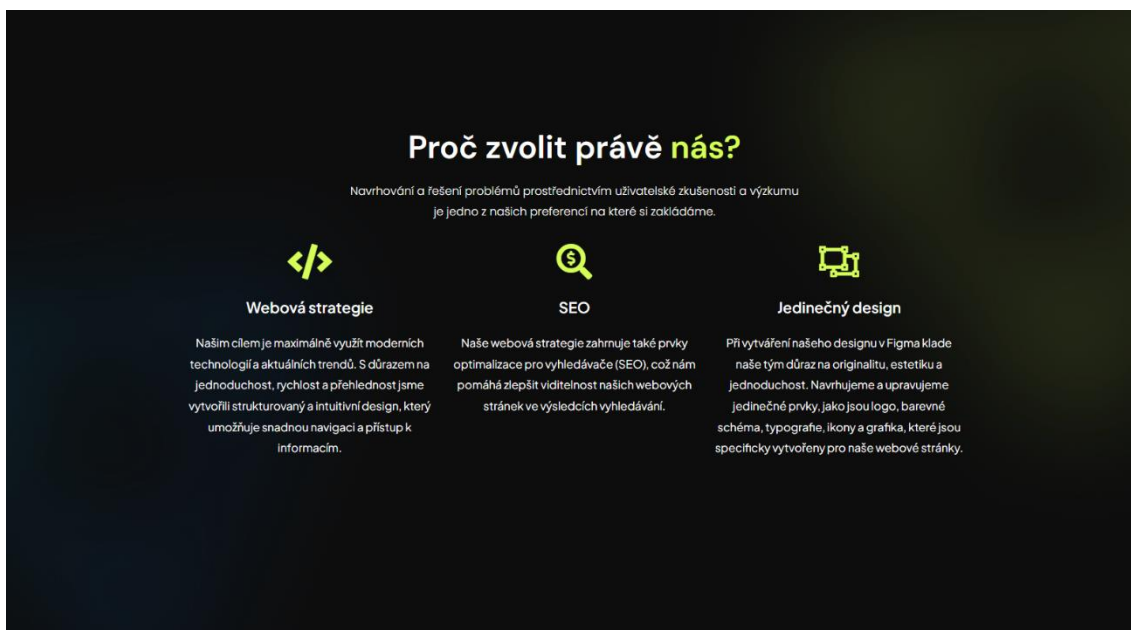 Proč zvolit právě nás?
Navrhování a řešení problémů prostřednictvím uživatelské zkušenosti a výzkumu
je jedno z našich preferencí na které si zakládáme.
Webová strategie
Našim cílem je maximálně využít moderních
technologií a aktuálních trendů. S důrazem na
jednoduchost, rychlost a přehlednost jsme
vytvořili strukturovaný a intuitivní design, který
umožňuje snadnou navigaci a přístup k
informacím.
SEO
Naše webová strategie zahrnuje také prvky
optimalizace pro vyhledávače (SEO), což nám
pomáhá zlepšit viditelnost našich webových
stránek ve výsledcích vyhledávání.
Jedinečný design
Při vytváření našeho designu v Figma klade
naše tým důraz na originalitu, estetiku a
jednoduchost. Navrhujeme a upravujeme
jedinečné prvky, jako jsou logo, barevné
schéma, typografie, ikony a grafika, které jsou
specificky vytvořeny pro naše webové stránky.